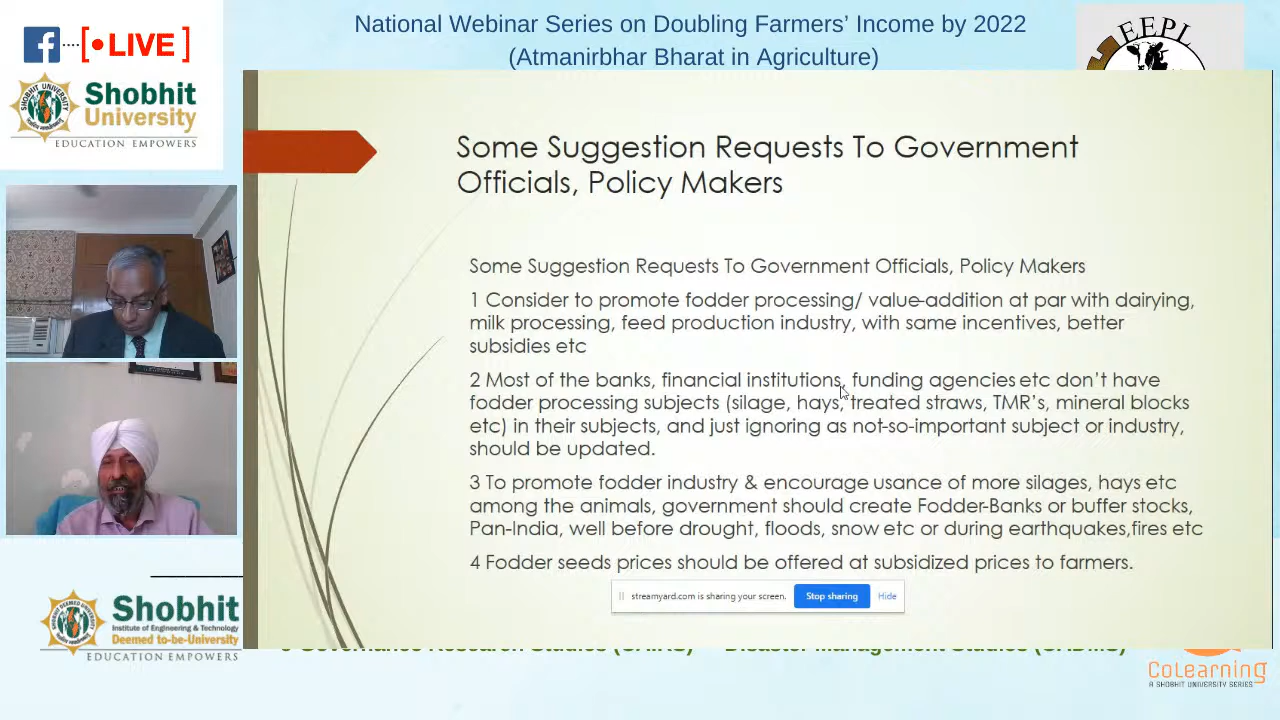 National Webinar Series on Doubling Farmers' Income by 2022
(Atmanirbhar Bharat in Agriculture)
LIVE
EEPL
SHOBHIT UNIVERSITY
Shobhit
University
EDUCATION EMPOWERS
Some Suggestion Requests To Government
Officials, Policy Makers
Some Suggestion Requests To Government Officials, Policy Makers
1 Consider to promote fodder processing/ value-addition at par with dairying,
milk processing, feed production industry, with same incentives, better
subsidies etc
2 Most of the banks, financial institutions, funding agencies etc don't have
fodder processing subjects (silage, hays, treated straws, TMR's, mineral blocks
etc) in their subjects, and just ignoring as not-so-important subject or industry,
should be updated.
3 To promote fodder industry & encourage usance of more silages, hays etc
among the animals, government should create Fodder-Banks or buffer stocks,
Pan-India, well before drought, floods, snow etc or during earthquakes,fires etc
4 Fodder seeds prices should be offered at subsidized prices to farmers.
streamyard.com is sharing your screen.
Stop sharing
Hide
Shobhit
Institute of Engineering & Technology
Deemed to-be-University
EDUCATION EMPOWERS
CoLearning
A SHOBHIT UNIVERSITY SERIES